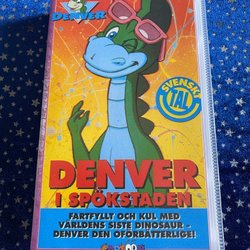 DENVER
SVENSKT
TAL
DENVER
I SPÖKSTADEN
FARTFYLLT OCH KUL MED
VÄRLDENS SISTE DINOSAUR -
DENVER DEN OFÖRBÄTTERLIGE!